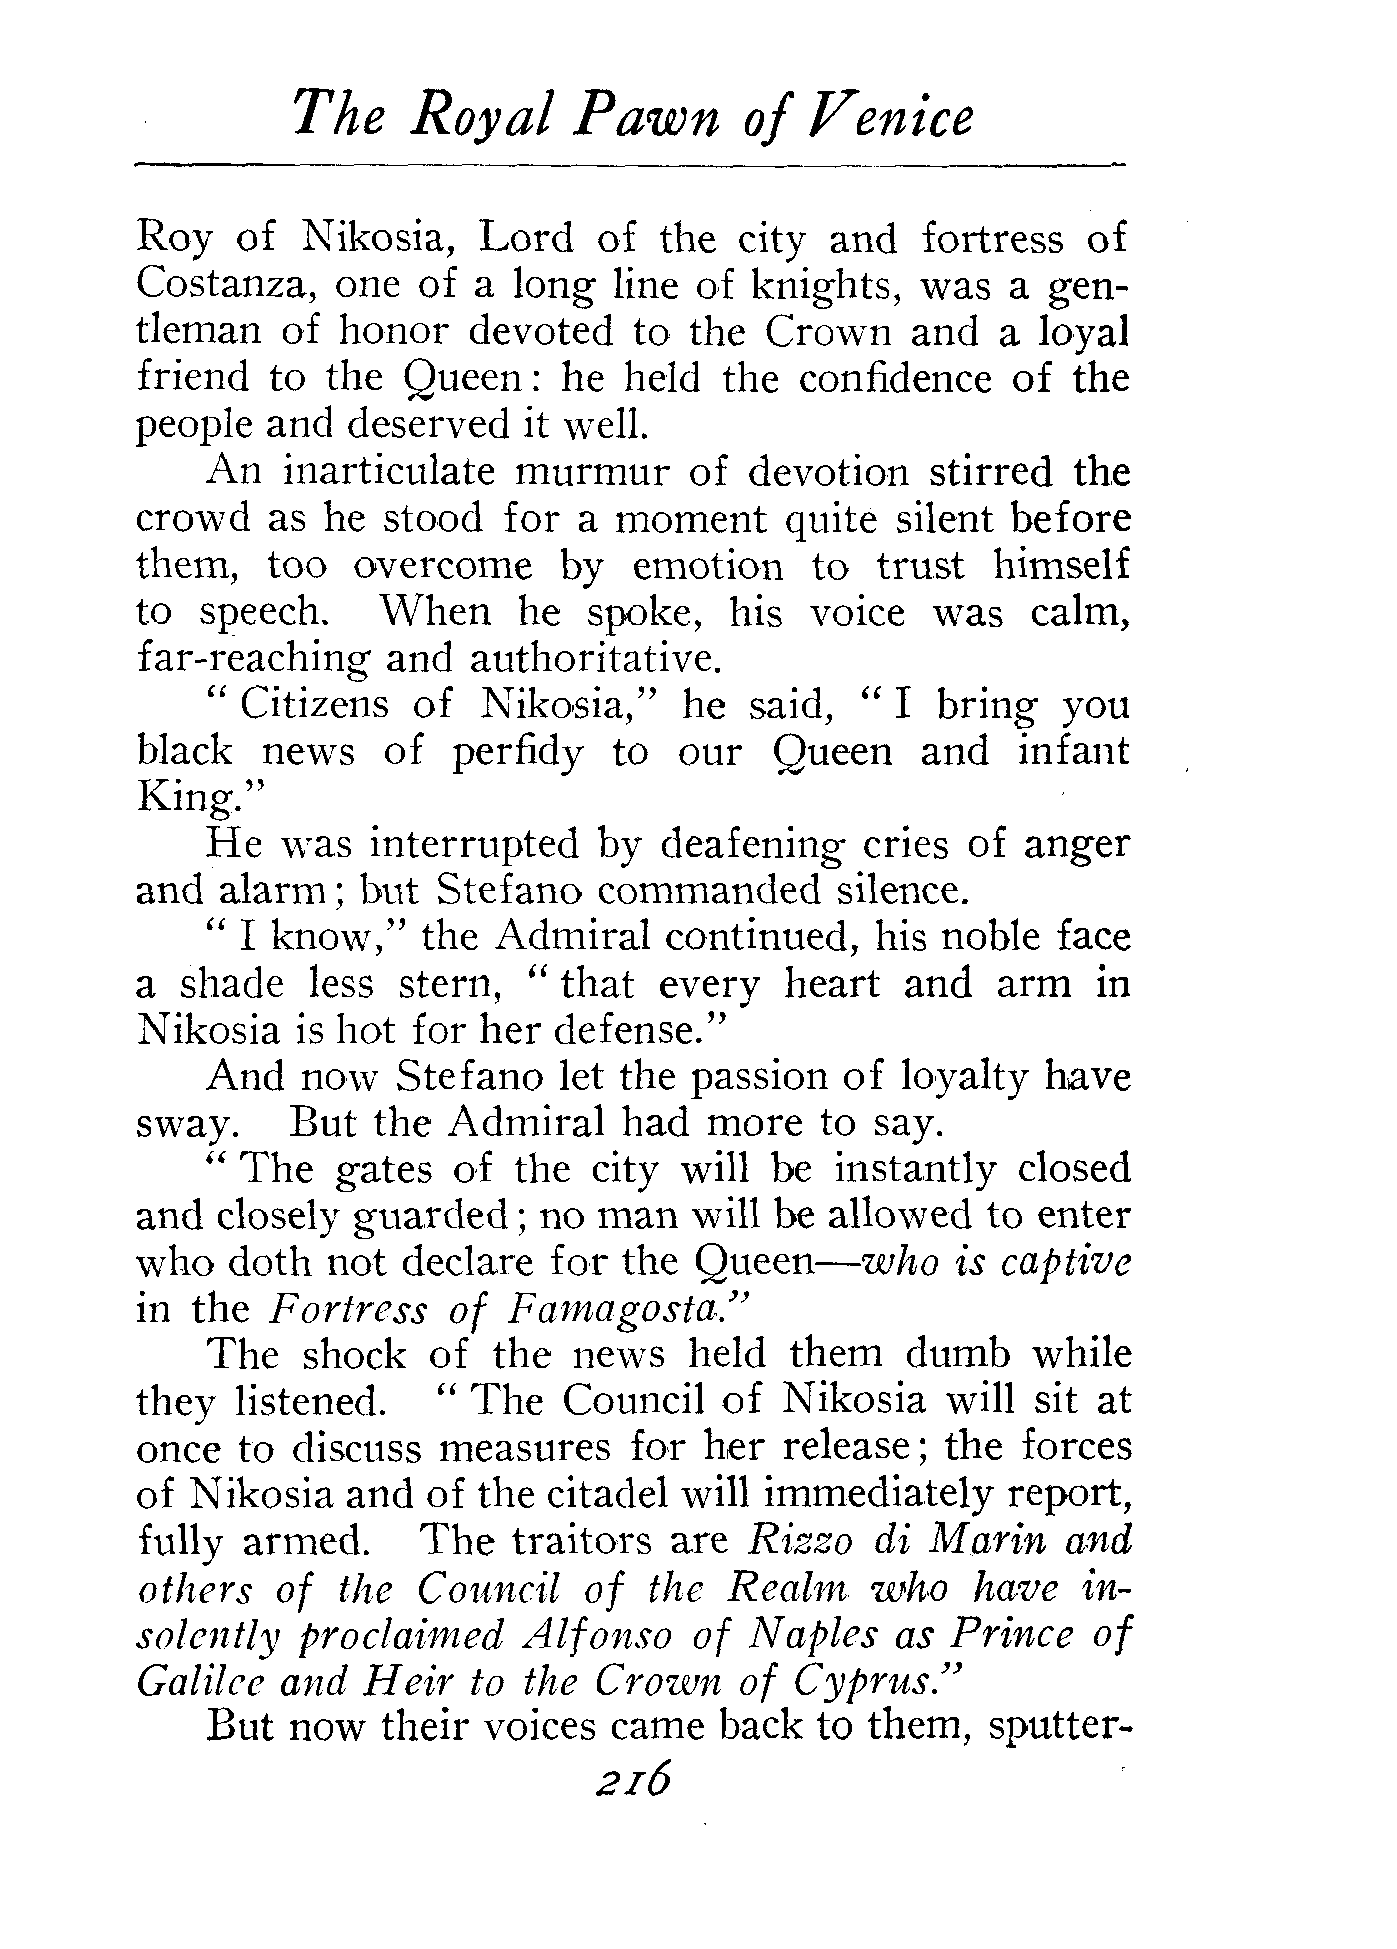 The Royal Pawn of Venice
Roy of Nikosia, Lord of the city and fortress of
Costanza, one of a long line of knights, was a gen-
tleman of honor devoted to the Crown and a loyal
friend to the Queen: he held the confidence of the
people and deserved it well.
An inarticulate murmur of devotion stirred the
crowd as he stood for a moment quite silent before
them, too overcome by emotion to trust himself
to speech. When he spoke, his voice was calm,
far-reaching and authoritative.
“ Citizens of Nikosia,” he said, “ I bring you
black news of perfidy to our Queen and infant
King.”
He was interrupted by deafening cries of anger
and alarm; but Stefano commanded silence.
“ I know,” the Admiral continued, his noble face
a shade less stern, “ that every heart and arm in
Nikosia is hot for her defense.”
And now Stefano let the passion of loyalty have
sway. But the Admiral had more to say.
“ The gates of the city will be instantly closed
and closely guarded; no man will be allowed to enter
who doth not declare for the Queen—who is captive
in the Fortress of Famagosta.”
The shock of the news held them dumb while
they listened. “ The Council of Nikosia will sit at
once to discuss measures for her release; the forces
of Nikosia and of the citadel will immediately report,
fully armed. The traitors are Rizzo di Marin and
others of the Council of the Realm who have in-
solently proclaimed Alfonso of Naples as Prince of
Galilee and Heir to the Crown of Cyprus.”
But now their voices came back to them, sputter-
216